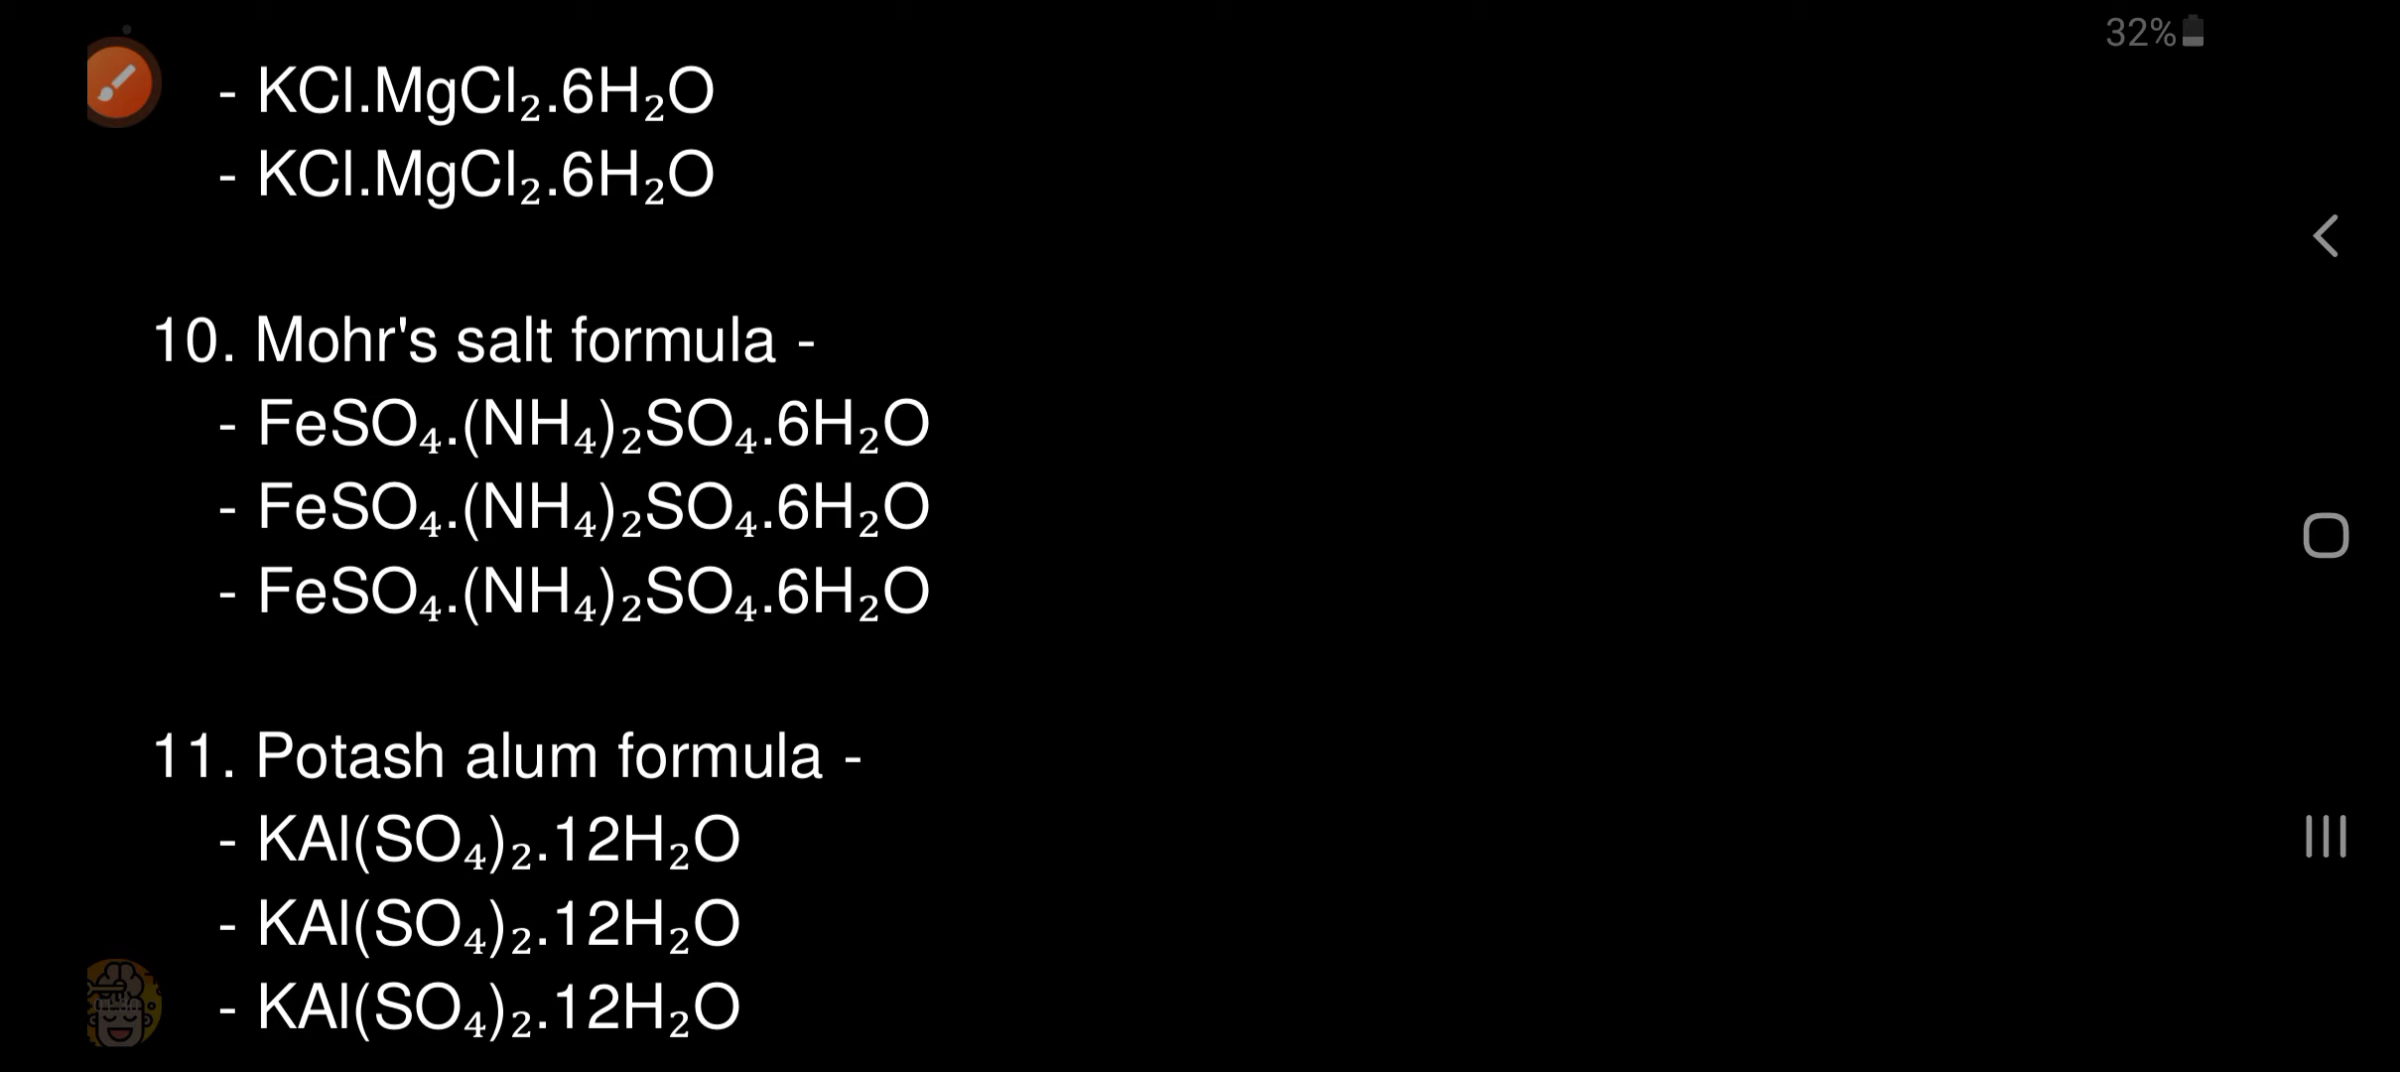 32%
- KCl.MgCl₂.6H₂O
- KCl.MgCl₂.6H₂O
10. Mohr's salt formula -
- FeSO₄.(NH₄)₂SO₄.6H₂O
- FeSO₄.(NH₄)₂SO₄.6H₂O
- FeSO₄.(NH₄)₂SO₄.6H₂O
11. Potash alum formula -
- KAl(SO₄)₂.12H₂O
- KAl(SO₄)₂.12H₂O
- KAl(SO₄)₂.12H₂O